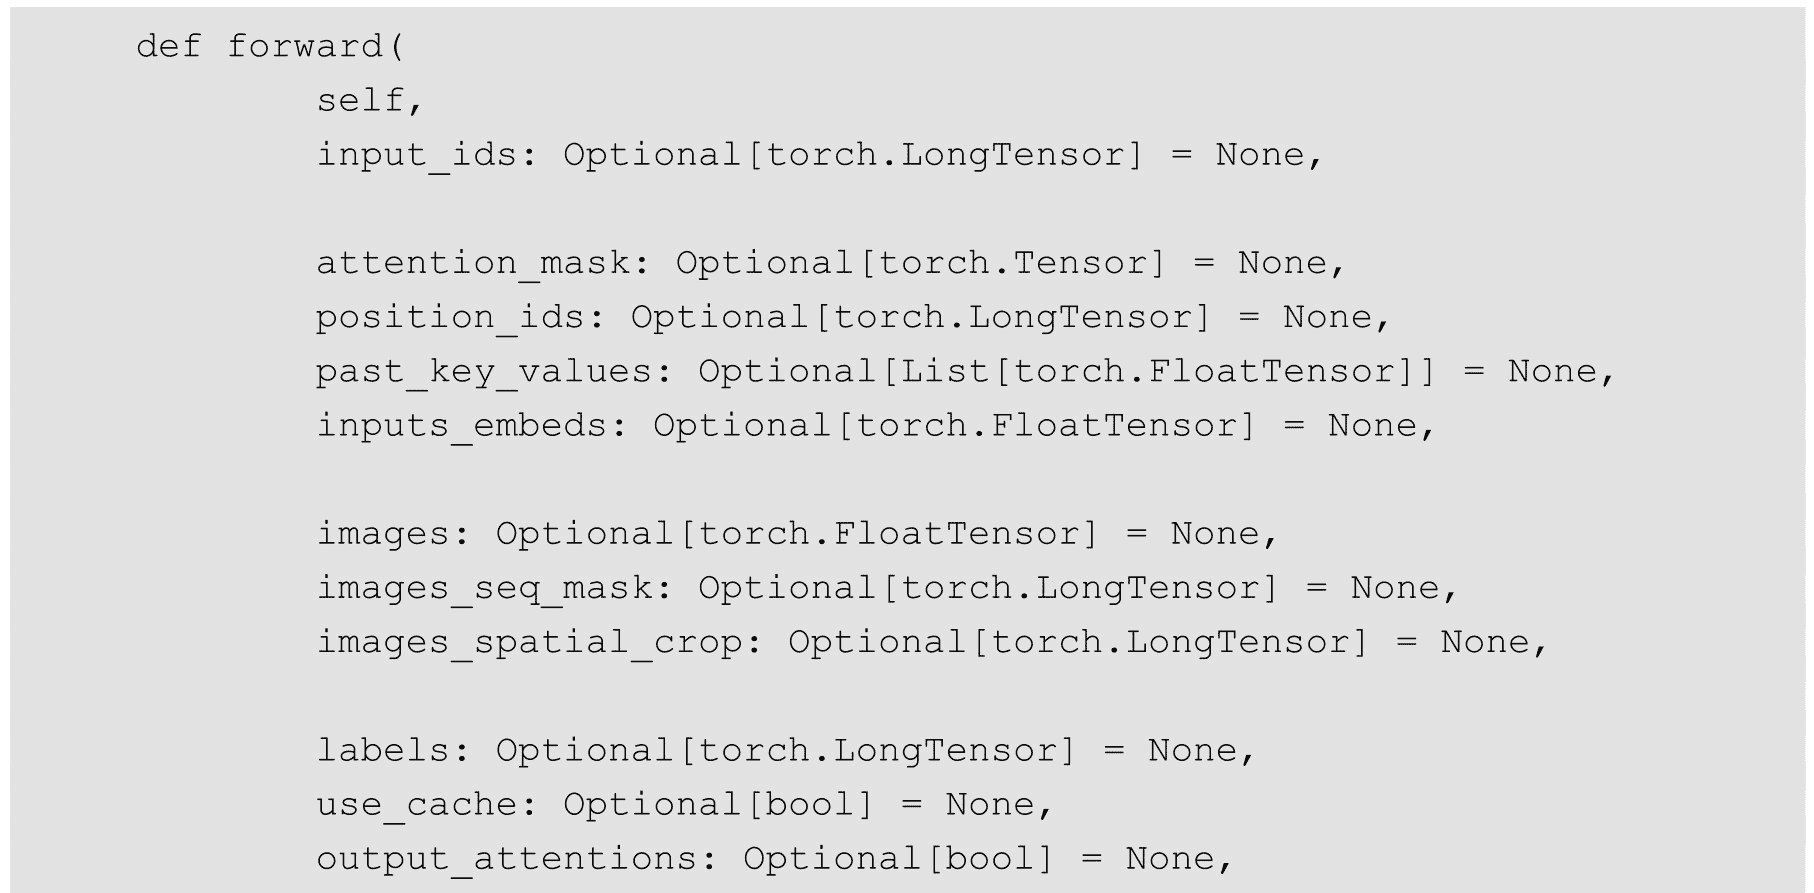 def forward(
self,
input_ids: Optional[torch.LongTensor] = None,
attention_mask: Optional[torch.Tensor] = None,
position_ids: Optional[torch.LongTensor] = None,
past_key_values: Optional[List[torch.FloatTensor]] = None,
inputs_embeds: Optional[torch.FloatTensor] = None,
images: Optional[torch.FloatTensor] = None,
images_seq_mask: Optional[torch.LongTensor] = None,
images_spatial_crop: Optional[torch.LongTensor] = None,
labels: Optional[torch.LongTensor] = None,
use_cache: Optional[bool] = None,
output_attentions: Optional[bool] = None,